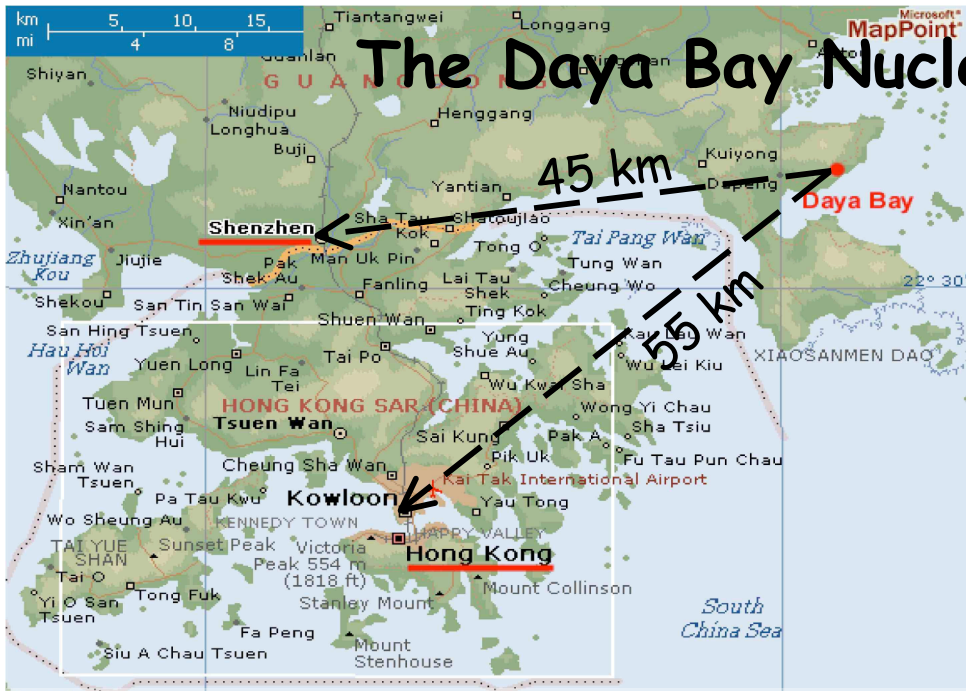 km 5 10 15
mi 4 8
Tiantangwei
Longgang
Microsoft®
MapPoint®
The Daya Bay Nucle
Shiyan
G U A N G D O N G
Niudipu
Longhua
Henggang
Buji
Kuiyong
45 km
Nantou
Yantian
Dapeng
Daya Bay
Xin'an
Shenzhen
Sha Tau
Kok
Shatoujiao
Tong O
Tai Pang Wan
Zhujiang
Kou
Jiujie
Pak
Shek Au
Man Uk Pin
Tung Wan
Lai Tau
Shek
Cheung Wo
22° 30'
Shekou
San Tin San Wai
Fanling
55 km
Ting Kok
San Hing Tsuen
Shuen Wan
Yung
Shue Au
Kau Lau Wan
Hau Hoi
Wan
Yuen Long
Lin Fa
Tei
Tai Po
Wu Lei Kiu
XIAOSANMEN DAO
Wu Kwai Sha
Tuen Mun
HONG KONG SAR (CHINA)
Wong Yi Chau
Sam Shing
Hui
Tsuen Wan
Sai Kung
Pak A
Sha Tsiu
Sham Wan
Tsuen
Cheung Sha Wan
Pik Uk
Fu Tau Pun Chau
Kai Tak International Airport
Pa Tau Kwu
Kowloon
Yau Tong
Wo Sheung Au
KENNEDY TOWN
HAPPY VALLEY
TAI YUE
SHAN
Sunset Peak
Victoria
Peak 554 m
(1818 ft)
Hong Kong
Tai O
Tong Fuk
Mount Collinson
Yi O San
Tsuen
Stanley Mount
South
China Sea
Fa Peng
Siu A Chau Tsuen
Mount
Stenhouse